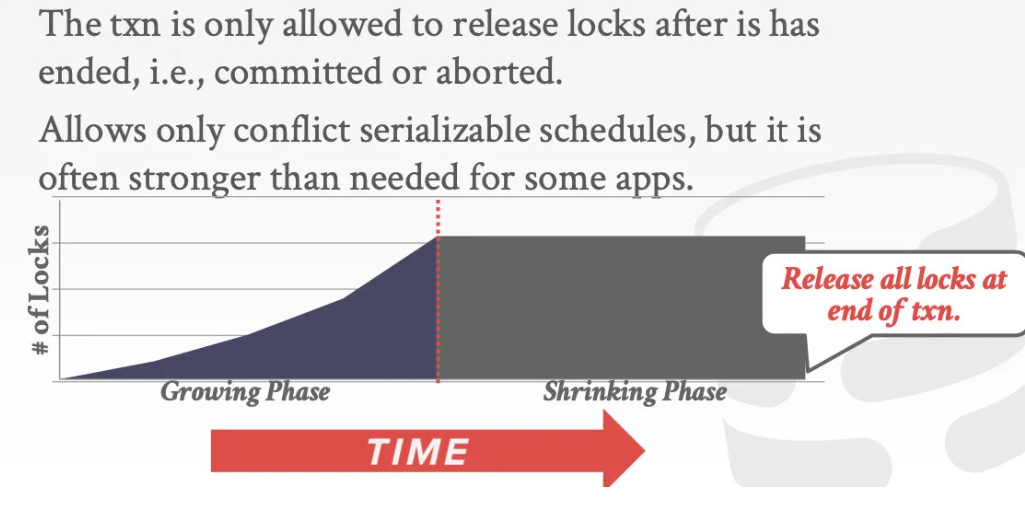 The txn is only allowed to release locks after is has
ended, i.e., committed or aborted.
Allows only conflict serializable schedules, but it is
often stronger than needed for some apps.
# of Locks
Release all locks at
end of txn.
Growing Phase
Shrinking Phase
TIME